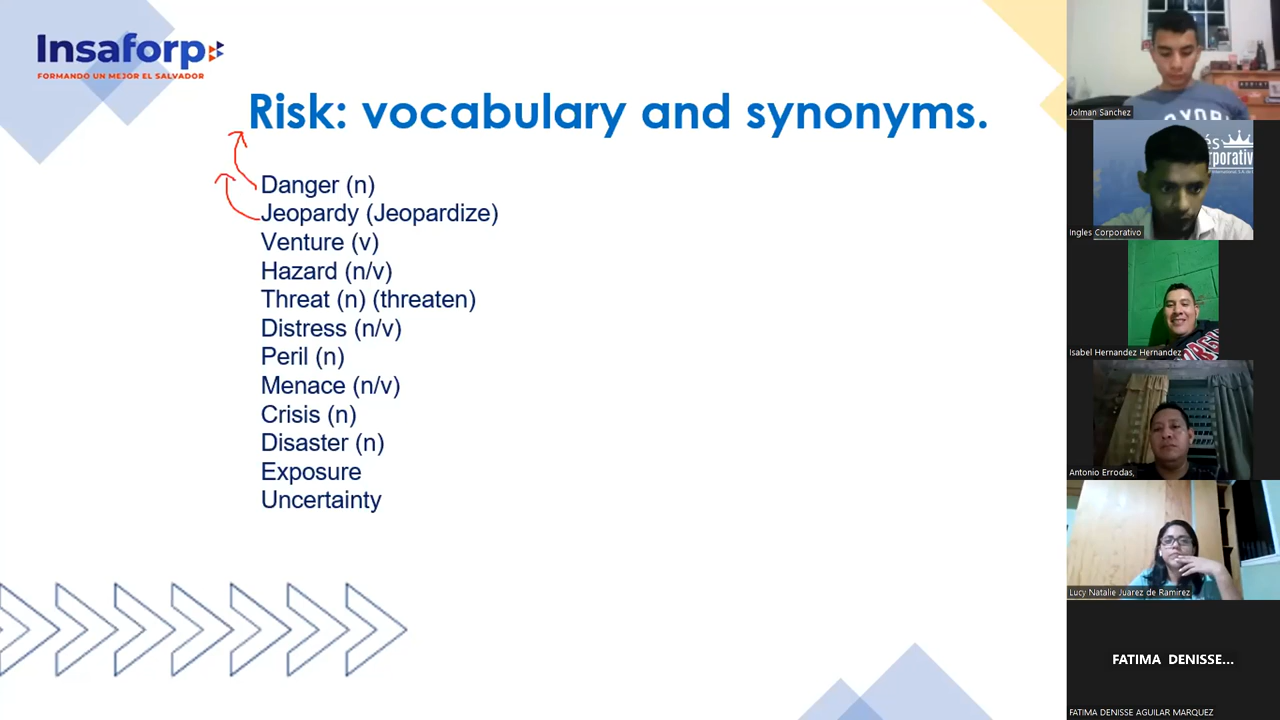 Insaforp
FORMANDO UN MEJOR EL SALVADOR
Risk: vocabulary and synonyms.
Danger (n)
Jeopardy (Jeopardize)
Venture (v)
Hazard (n/v)
Threat (n) (threaten)
Distress (n/v)
Peril (n)
Menace (n/v)
Crisis (n)
Disaster (n)
Exposure
Uncertainty
Jolman Sanchez
Ingles Corporativo
Isabel Hernandez Hernandez
Antonio Errodas,
Lucy Natalie Juarez de Ramirez
FATIMA DENISSE...
FATIMA DENISSE AGUILAR MARQUEZ